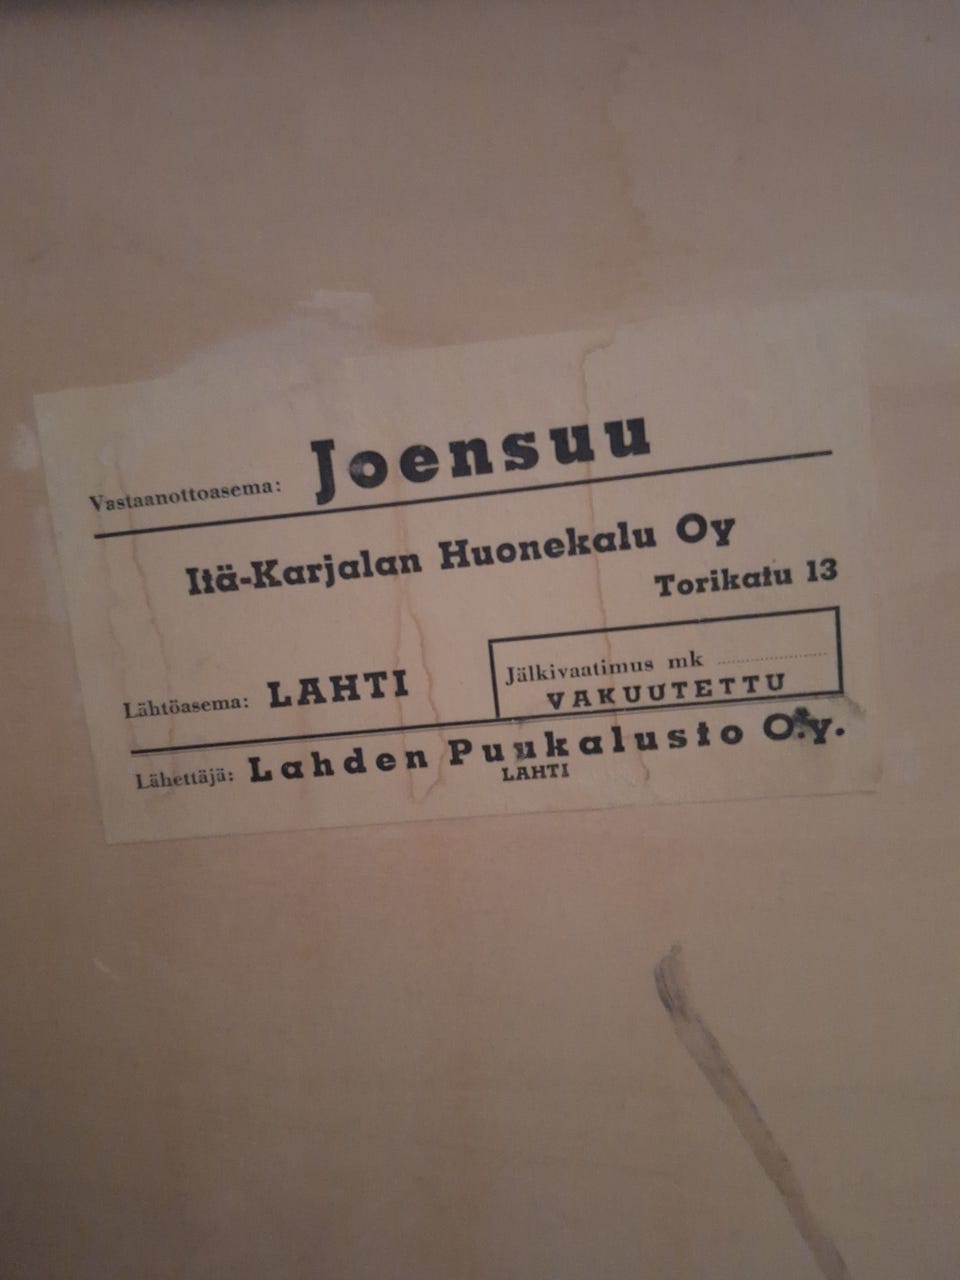 Vastaanottoasema: Joensuu
Itä-Karjalan Huonekalu Oy
Torikatu 13
Lähtöasema: LAHTI
Jälkivaatimus mk ....................
VAKUUTETTU
Lähettäjä: Lahden Puukalusto O.y.
LAHTI